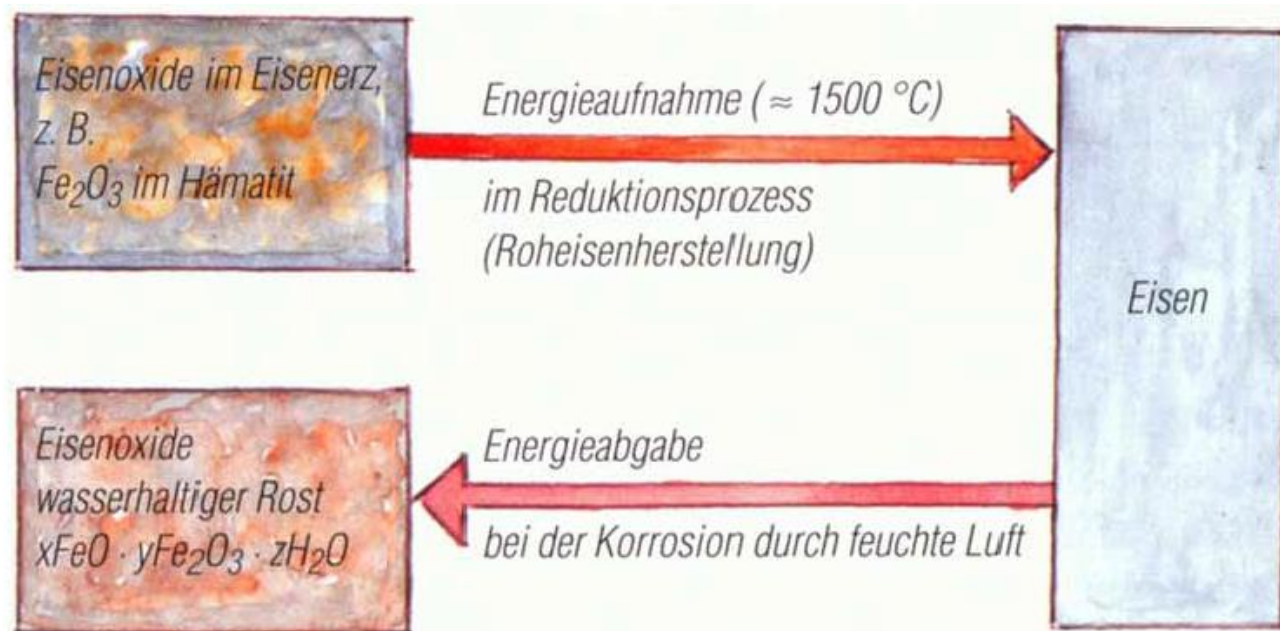 Eisenoxide im Eisenerz,
z. B.
Fe₂O₃ im Hämatit
Energieaufnahme (≈ 1500 °C)
im Reduktionsprozess
(Roheisenherstellung)
Eisen
Eisenoxide
wasserhaltiger Rost
xFeO · yFe₂O₃ · zH₂O
Energieabgabe
bei der Korrosion durch feuchte Luft